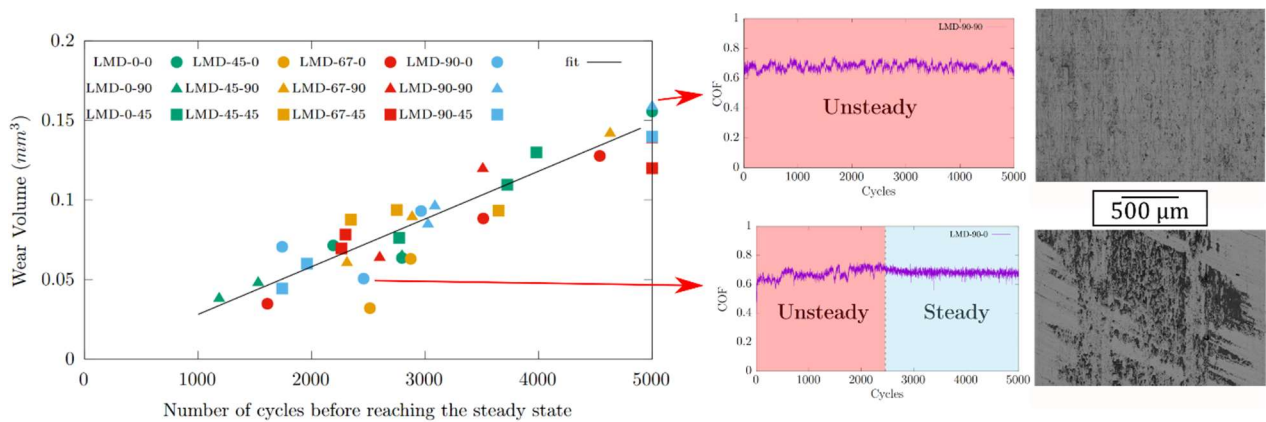 0.2
0.15
0.1
0.05
0
Wear Volume (mm³)
LMD-0-0 LMD-45-0 LMD-67-0 LMD-90-0 fit
LMD-0-90 LMD-45-90 LMD-67-90 LMD-90-90
LMD-0-45 LMD-45-45 LMD-67-45 LMD-90-45
0 1000 2000 3000 4000 5000
Number of cycles before reaching the steady state
1
0.8
0.6
0.4
0.2
0
COF
LMD-90-90
Unsteady
0 1000 2000 3000 4000 5000
Cycles
500 µm
1
0.8
0.6
0.4
0.2
0
COF
LMD-90-0
Unsteady Steady
0 1000 2000 3000 4000 5000
Cycles